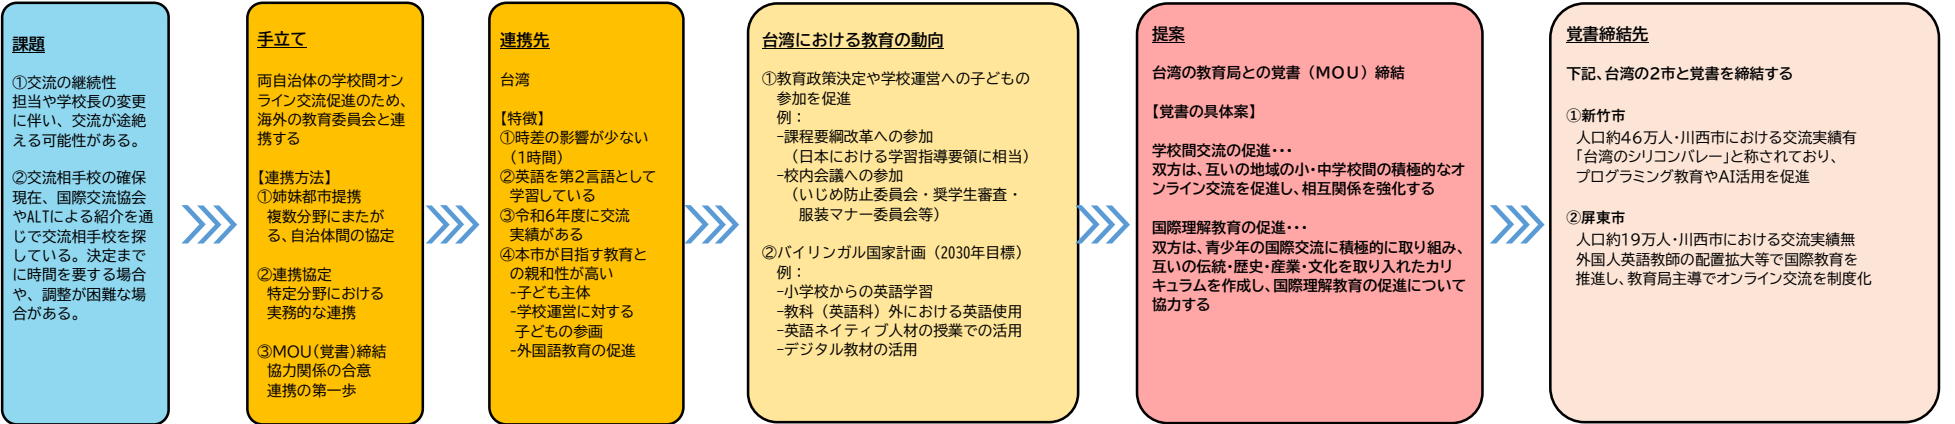 課題
①交流の継続性
担当や学校長の変更
に伴い、交流が途絶
える可能性がある。
②交流相手校の確保
現在、国際交流協会
やALTによる紹介を通
じで交流相手校を探
している。決定まで
に時間を要する場合
や、調整が困難な場
合がある。
手立て
両自治体の学校間オン
ライン交流促進のため、
海外の教育委員会と連
携する
【連携方法】
①姉妹都市提携
複数分野にまたが
る、自治体間の協定
②連携協定
特定分野における
実務的な連携
③MOU(覚書)締結
協力関係の合意
連携の第一歩
連携先
台湾
【特徴】
①時差の影響が少ない
(1時間)
②英語を第2言語として
学習している
③令和6年度に交流
実績がある
④本市が目指す教育と
の親和性が高い
-子ども主体
-学校運営に対する
子どもの参画
-外国語教育の促進
台湾における教育の動向
①教育政策決定や学校運営への子どもの
参加を促進
例：
-課程要綱改革への参加
(日本における学習指導要領に相当)
-校内会議への参加
(いじめ防止委員会・奨学生審査・
服装マナー委員会等)
②バイリンガル国家計画（2030年目標）
例：
-小学校からの英語学習
-教科（英語科）外における英語使用
-英語ネイティブ人材の授業での活用
-デジタル教材の活用
提案
台湾の教育局との覚書（MOU）締結
【覚書の具体案】
学校間交流の促進・・・
双方は、互いの地域の小・中学校間の積極的なオ
ンライン交流を促進し、相互関係を強化する
国際理解教育の促進・・・
双方は、青少年の国際交流に積極的に取り組み、
互いの伝統・歴史・産業・文化を取り入れたカリ
キュラムを作成し、国際理解教育の促進について
協力する
覚書締結先
下記、台湾の2市と覚書を締結する
①新竹市
人口約46万人・川西市における交流実績有
「台湾のシリコンバレー」と称されており、
プログラミング教育やAI活用を促進
②屏東市
人口約19万人・川西市における交流実績無
外国人英語教師の配置拡大等で国際教育を
推進し、教育局主導でオンライン交流を制度化